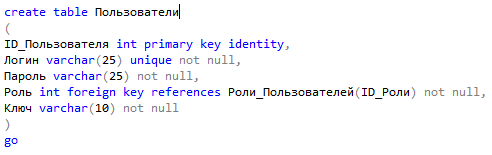 create table Пользователи
(
ID_Пользователя int primary key identity,
Логин varchar(25) unique not null,
Пароль varchar(25) not null,
Роль int foreign key references Роли_Пользователей(ID_Роли) not null,
Ключ varchar(10) not null
)
go